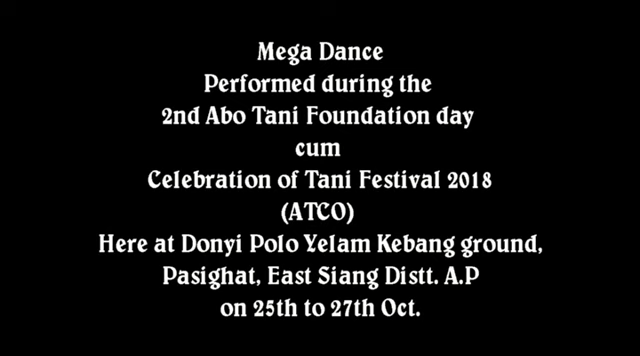 Mega Dance
Performed during the
2nd Abo Tani Foundation day
cum
Celebration of Tani Festival 2018
(ATCO)
Here at Donyi Polo Yelam Kebang ground,
Pasighat, East Siang Distt. A.P
on 25th to 27th Oct.